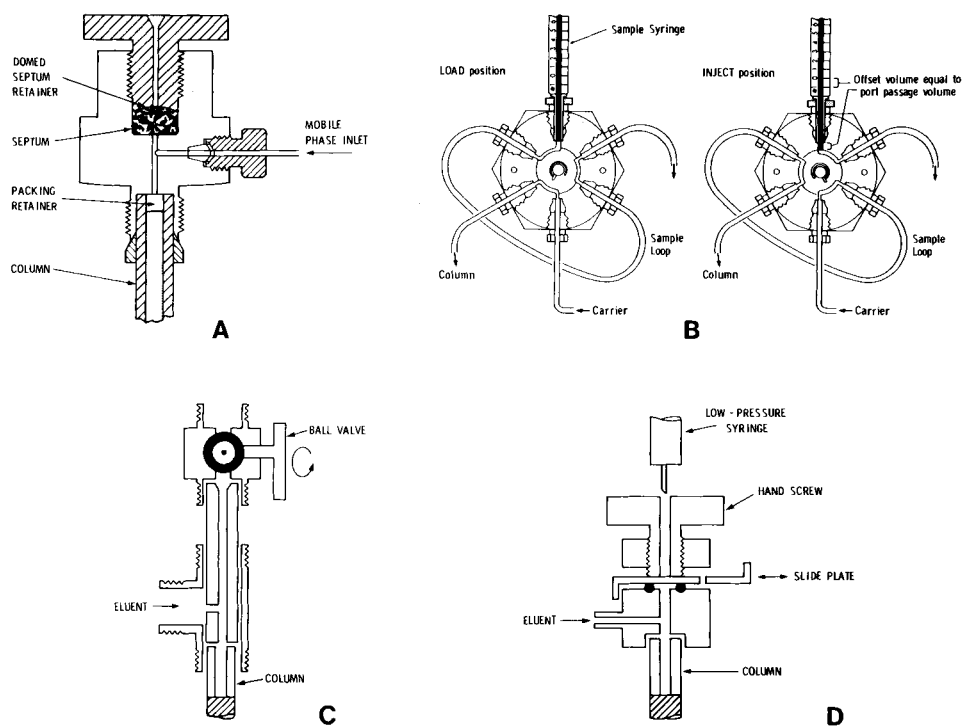 DOMED
SEPTUM
RETAINER
SEPTUM
MOBILE
PHASE INLET
PACKING
RETAINER
COLUMN
A
Sample Syringe
LOAD position
INJECT position
Offset volume equal to
port passage volume
Sample
Loop
Column
Carrier
Sample
Loop
Column
Carrier
B
BALL VALVE
ELUENT
COLUMN
C
LOW-PRESSURE
SYRINGE
HAND SCREW
SLIDE PLATE
ELUENT
COLUMN
D